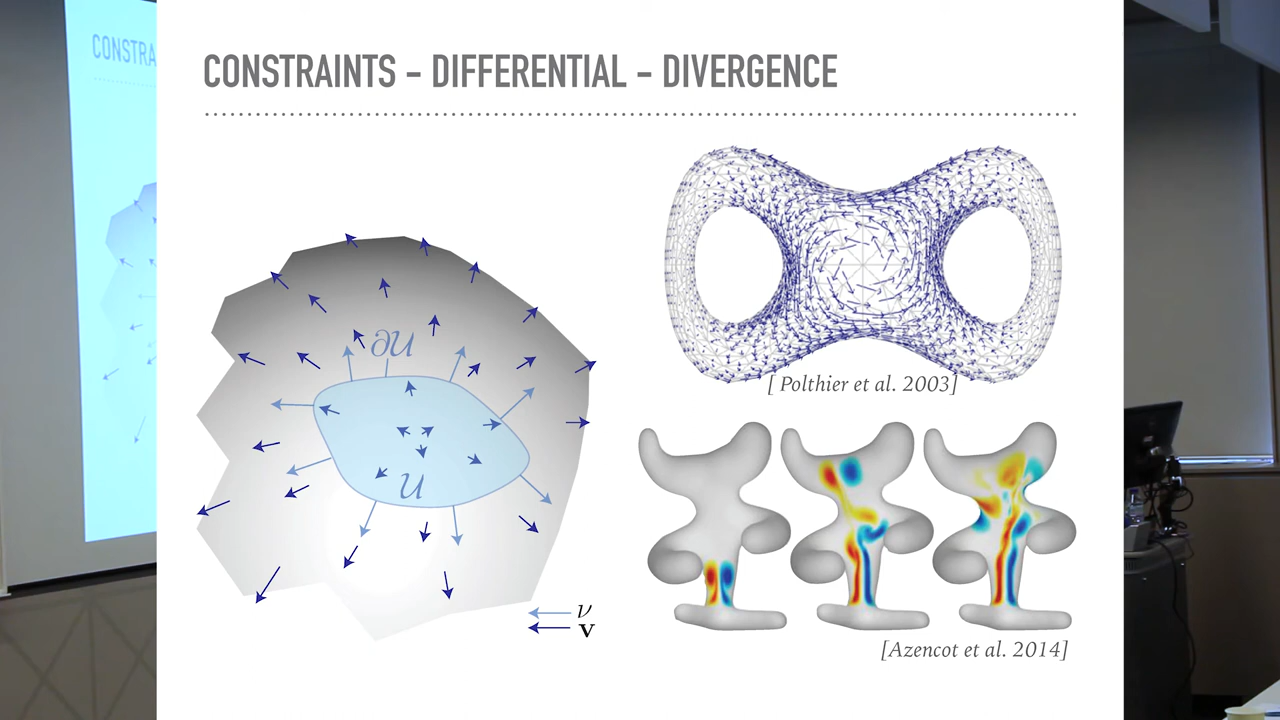 CONSTRA
CONSTRAINTS - DIFFERENTIAL - DIVERGENCE
∂U
U
ν
v
[ Polthier et al. 2003]
[Azencot et al. 2014]